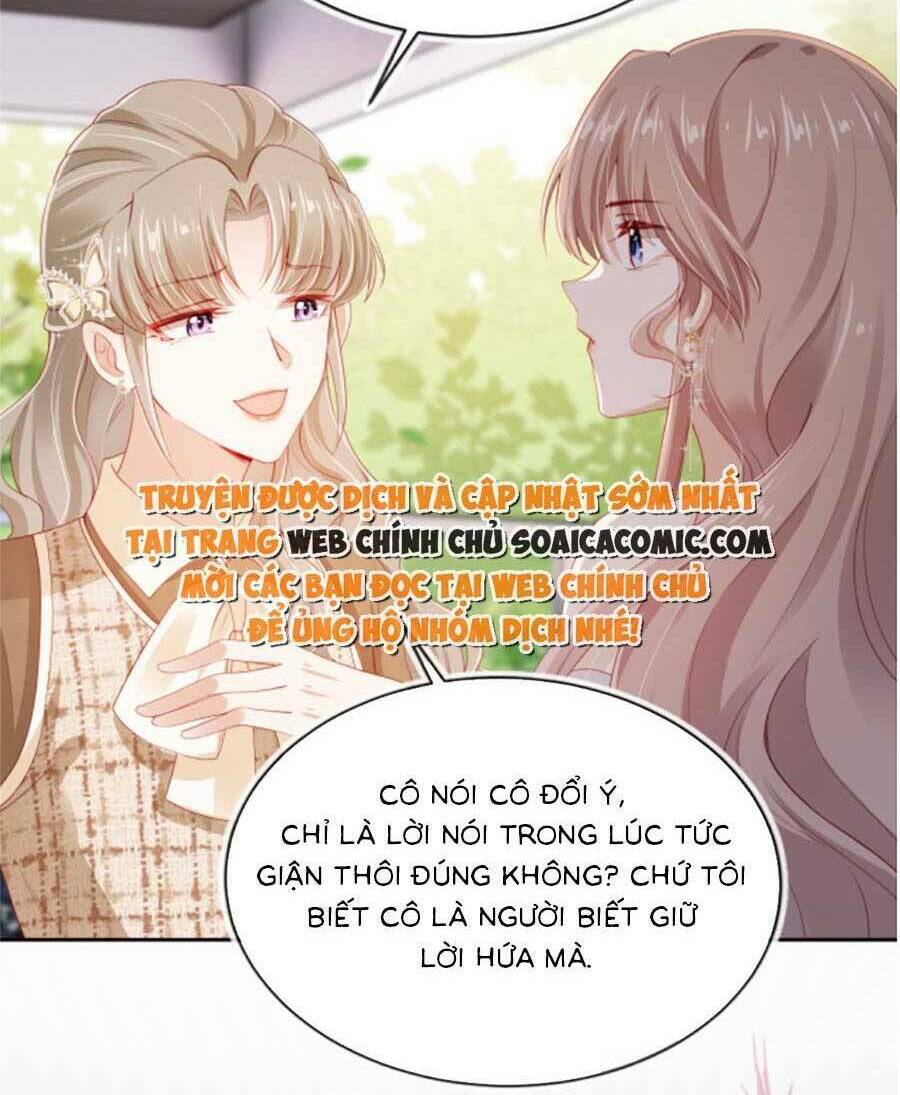 TRUYỆN ĐƯỢC DỊCH VÀ CẬP NHẬT SỚM NHẤT
TẠI TRANG WEB CHÍNH CHỦ SOAICACOMIC.COM
MỜI CÁC BẠN ĐỌC TẠI WEB CHÍNH CHỦ
ĐỂ ỦNG HỘ NHÓM DỊCH NHÉ!
CÔ NÓI CÔ ĐỔI Ý,
CHỈ LÀ LỜI NÓI TRONG LÚC TỨC
GIẬN THÔI ĐÚNG KHÔNG? CHỨ TÔI
BIẾT CÔ LÀ NGƯỜI BIẾT GIỮ
LỜI HỨA MÀ.